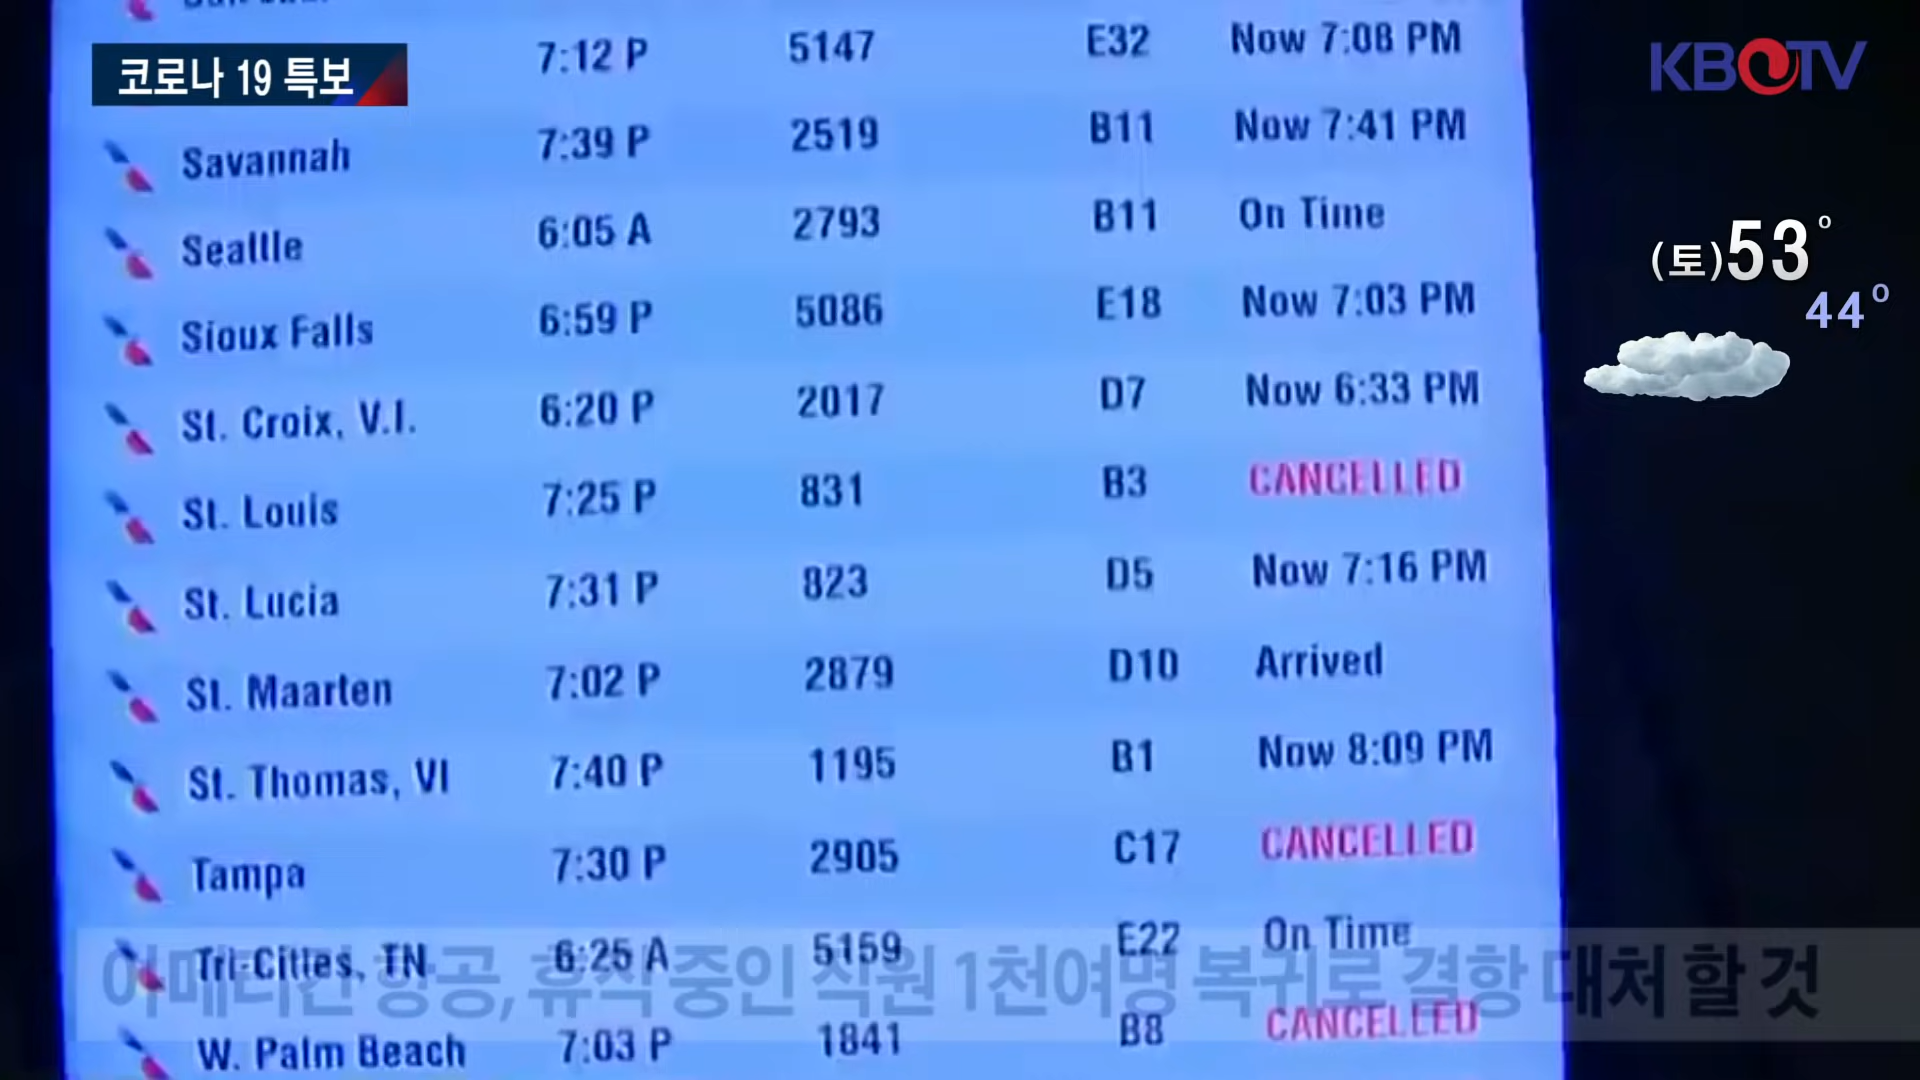 7:12 P 5147 E32 Now 7:08 PM
코로나 19 특보
KBTV
Savannah 7:39 P 2519 B11 Now 7:41 PM
Seattle 6:05 A 2793 B11 On Time
(토)53°
44°
Sioux Falls 6:59 P 5086 E18 Now 7:03 PM
St. Croix, V.I. 6:20 P 2017 D7 Now 6:33 PM
St. Louis 7:25 P 831 B3 CANCELLED
St. Lucia 7:31 P 823 D5 Now 7:16 PM
St. Maarten 7:02 P 2879 D10 Arrived
St. Thomas, VI 7:40 P 1195 B1 Now 8:09 PM
Tampa 7:30 P 2905 C17 CANCELLED
Tri-Cities, TN 6:25 A 5159 E22 On Time
아메리칸 항공, 휴직중인 직원 1천여명 복귀로 결항 대처 할 것
W. Palm Beach 7:03 P 1841 B8 CANCELLED